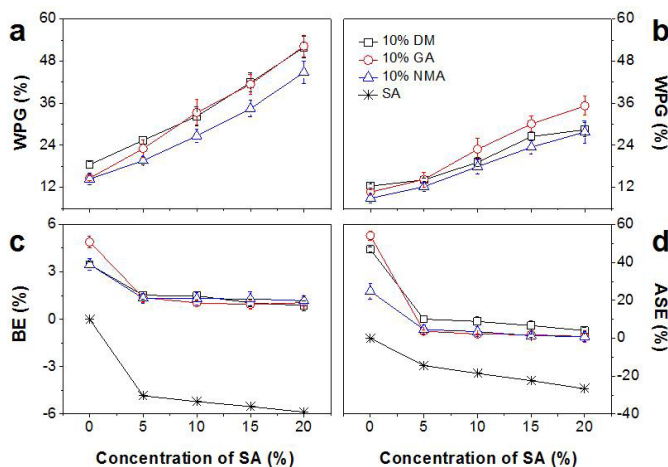 a
60
48
36
24
12
WPG (%)
b
10% DM
10% GA
10% NMA
SA
60
48
36
24
12
WPG (%)
c
6
3
0
-3
-6
BE (%)
0 5 10 15 20
Concentration of SA (%)
d
60
40
20
0
-20
-40
ASE (%)
0 5 10 15 20
Concentration of SA (%)